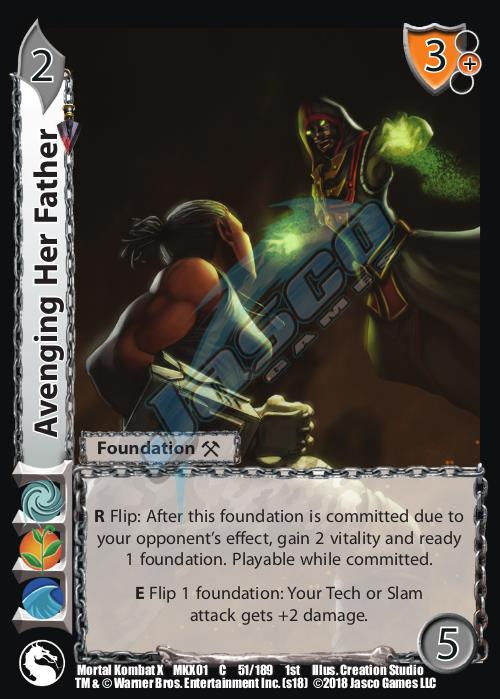 2
3
+
Avenging Her Father
JASCO
GAMES
Foundation
R Flip: After this foundation is committed due to
your opponent's effect, gain 2 vitality and ready
1 foundation. Playable while committed.
E Flip 1 foundation: Your Tech or Slam
attack gets +2 damage.
5
Mortal Kombat X MKX01 C 51/189 1st Illus. Creation Studio
TM & © Warner Bros. Entertainment Inc. (s18) ©2018 Jasco Games LLC